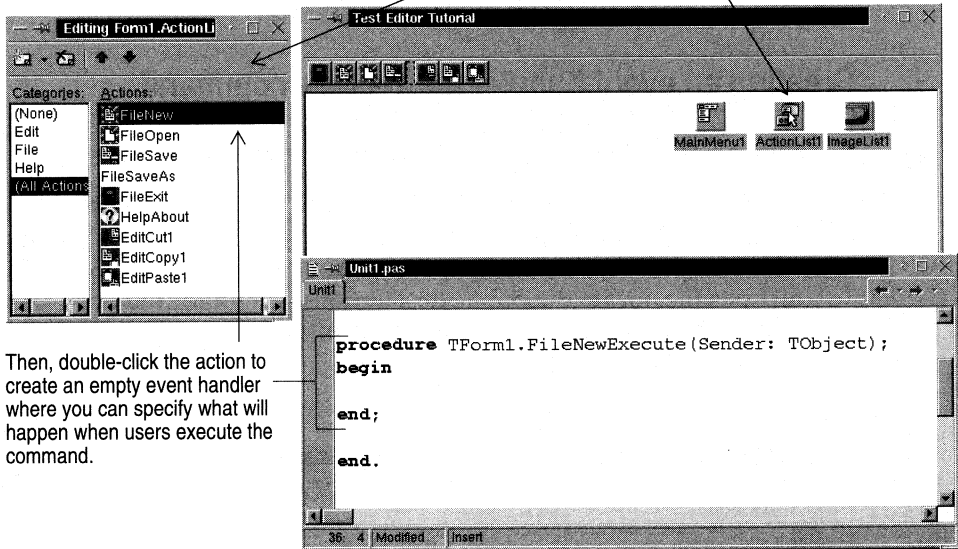 Editing Form1.ActionLi
Categories:
Actions:
(None)
Edit
File
Help
(All Actions
FileNew
FileOpen
FileSave
FileSaveAs
FileExit
HelpAbout
EditCut1
EditCopy1
EditPaste1
Then, double-click the action to
create an empty event handler
where you can specify what will
happen when users execute the
command.
Test Editor Tutorial
MainMenu1 ActionList1 ImageList1
Unit1.pas
Unit1
procedure TForm1.FileNewExecute(Sender: TObject);
begin
end;
end.
36: 4 Modified Insert